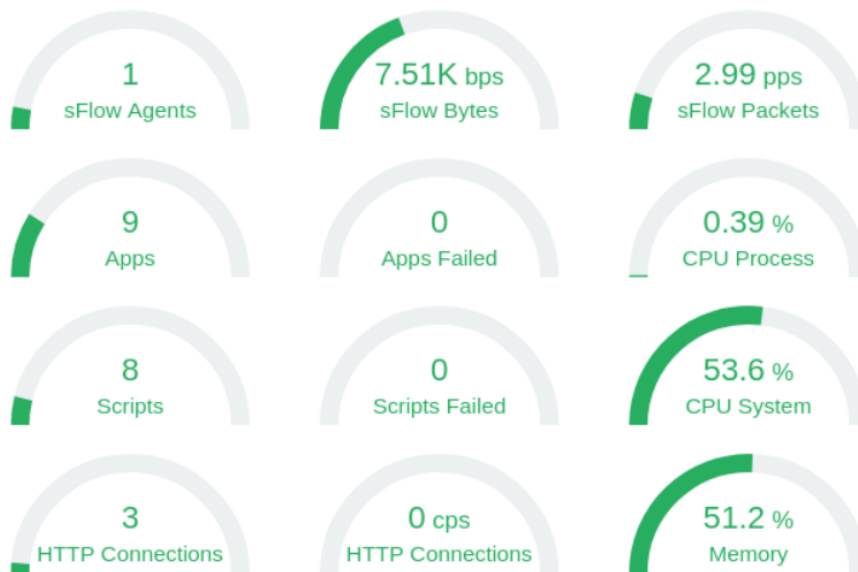 1
sFlow Agents
7.51K bps
sFlow Bytes
2.99 pps
sFlow Packets
9
Apps
0
Apps Failed
0.39 %
CPU Process
8
Scripts
0
Scripts Failed
53.6 %
CPU System
3
HTTP Connections
0 cps
HTTP Connections
51.2 %
Memory